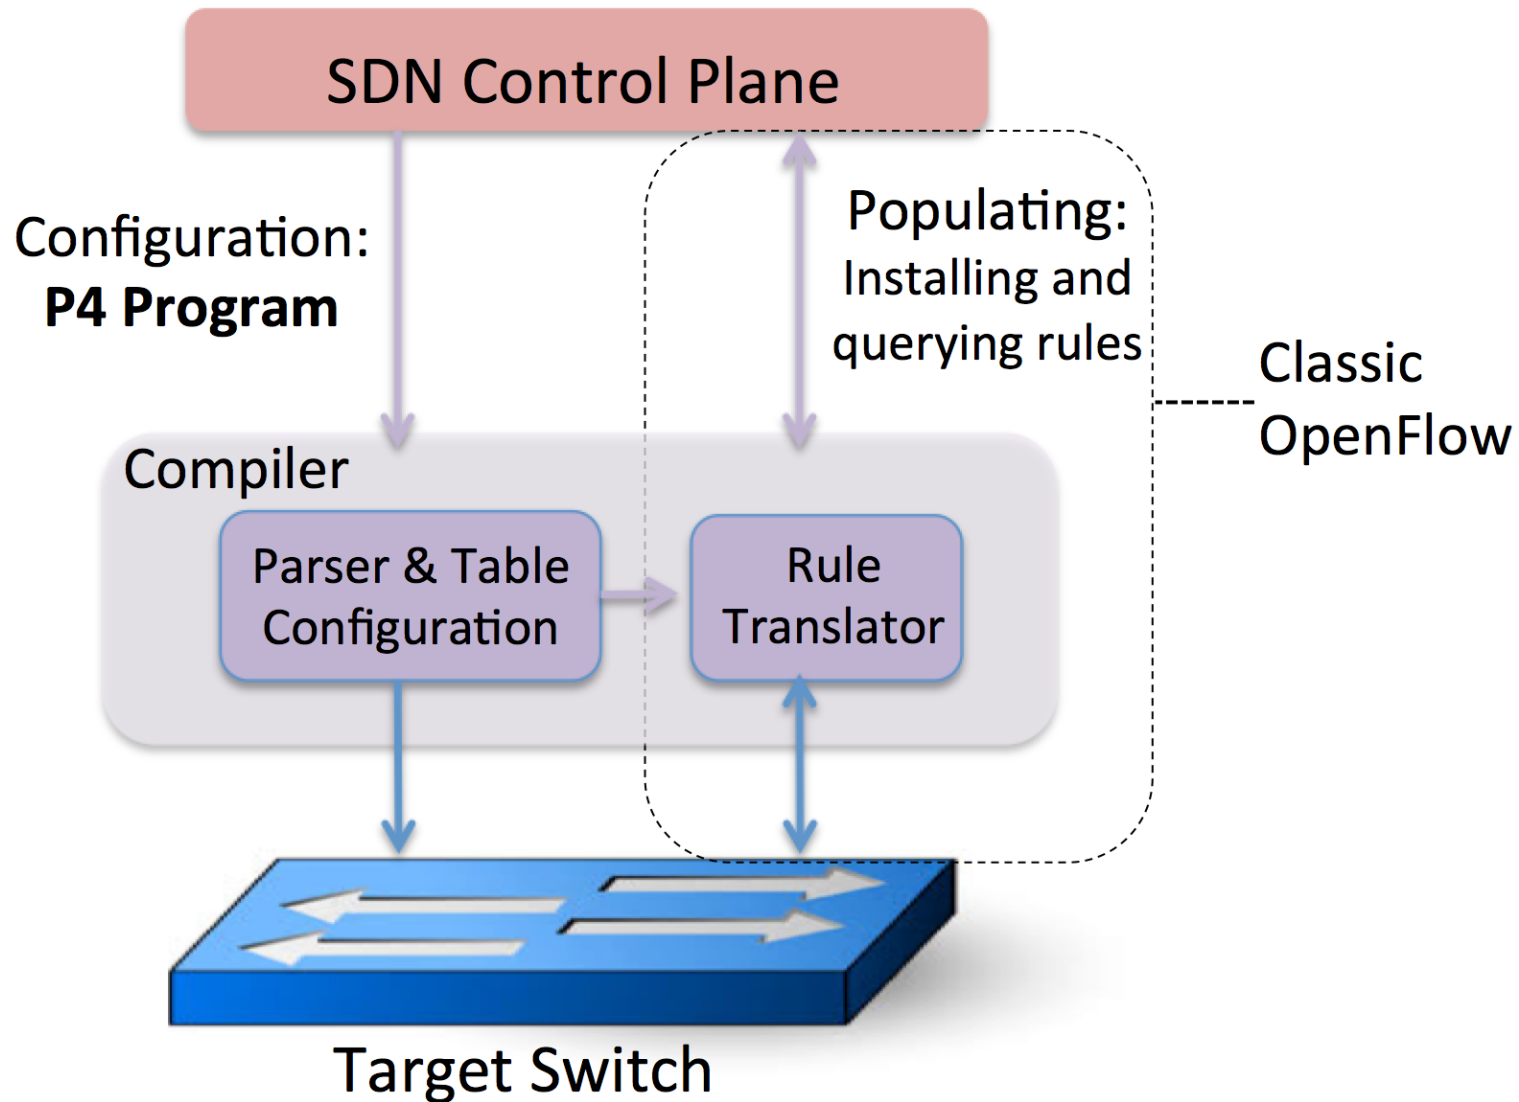 SDN Control Plane
Configuration:
P4 Program
Populating:
Installing and
querying rules
Classic
OpenFlow
Compiler
Parser & Table
Configuration
Rule
Translator
Target Switch